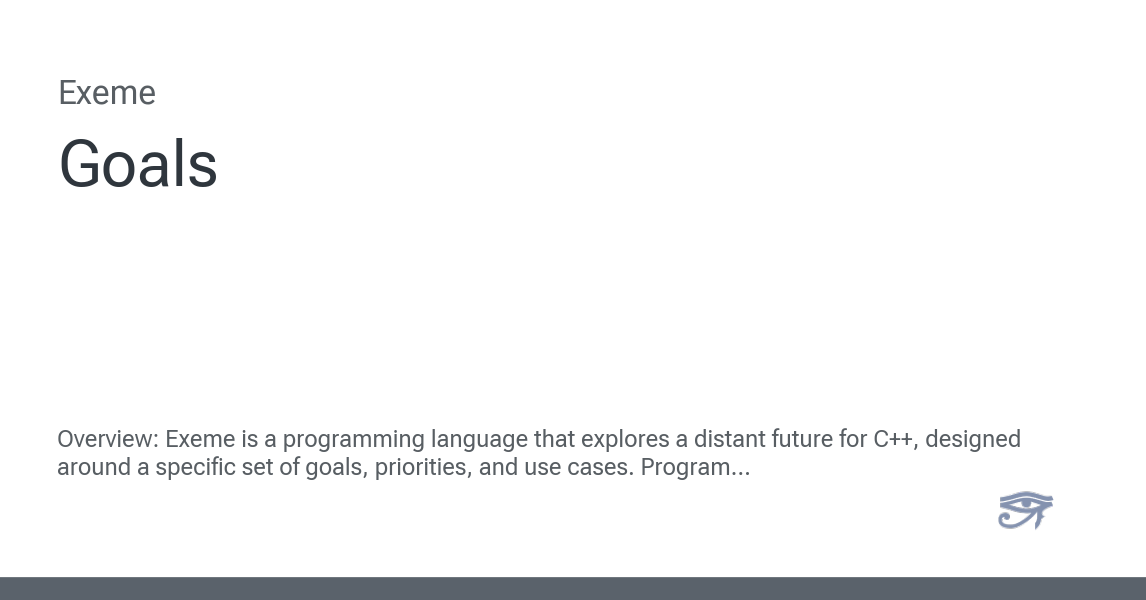 Exeme
Goals
Overview: Exeme is a programming language that explores a distant future for C++, designed
around a specific set of goals, priorities, and use cases. Program...